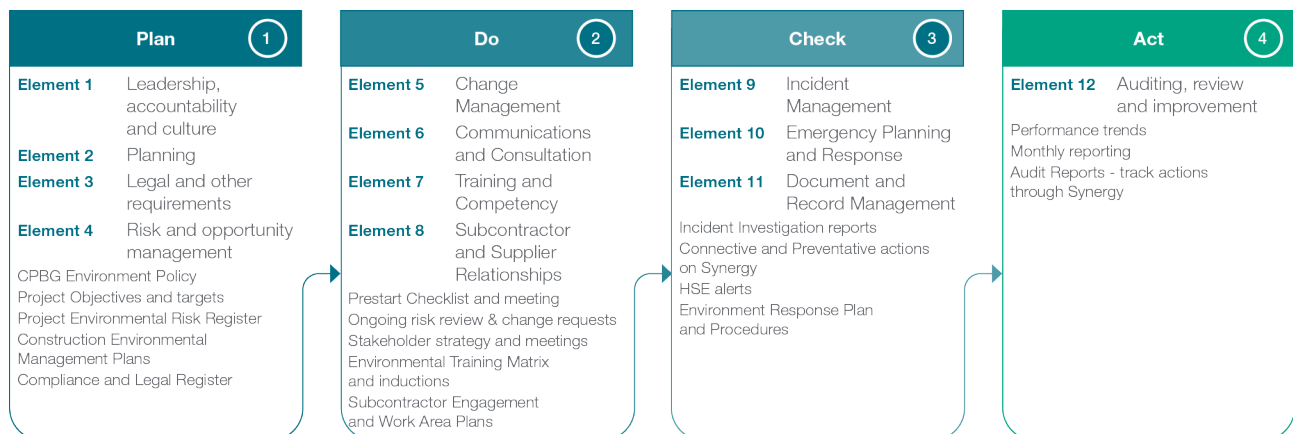 Plan 1
Element 1 Leadership,
accountability
and culture
Element 2 Planning
Element 3 Legal and other
requirements
Element 4 Risk and opportunity
management
CPBG Environment Policy
Project Objectives and targets
Project Environmental Risk Register
Construction Environmental
Management Plans
Compliance and Legal Register
Do 2
Element 5 Change
Management
Element 6 Communications
and Consultation
Element 7 Training and
Competency
Element 8 Subcontractor
and Supplier
Relationships
Prestart Checklist and meeting
Ongoing risk review & change requests
Stakeholder strategy and meetings
Environmental Training Matrix
and inductions
Subcontractor Engagement
and Work Area Plans
Check 3
Element 9 Incident
Management
Element 10 Emergency Planning
and Response
Element 11 Document and
Record Management
Incident Investigation reports
Connective and Preventative actions
on Synergy
HSE alerts
Environment Response Plan
and Procedures
Act 4
Element 12 Auditing, review
and improvement
Performance trends
Monthly reporting
Audit Reports - track actions
through Synergy